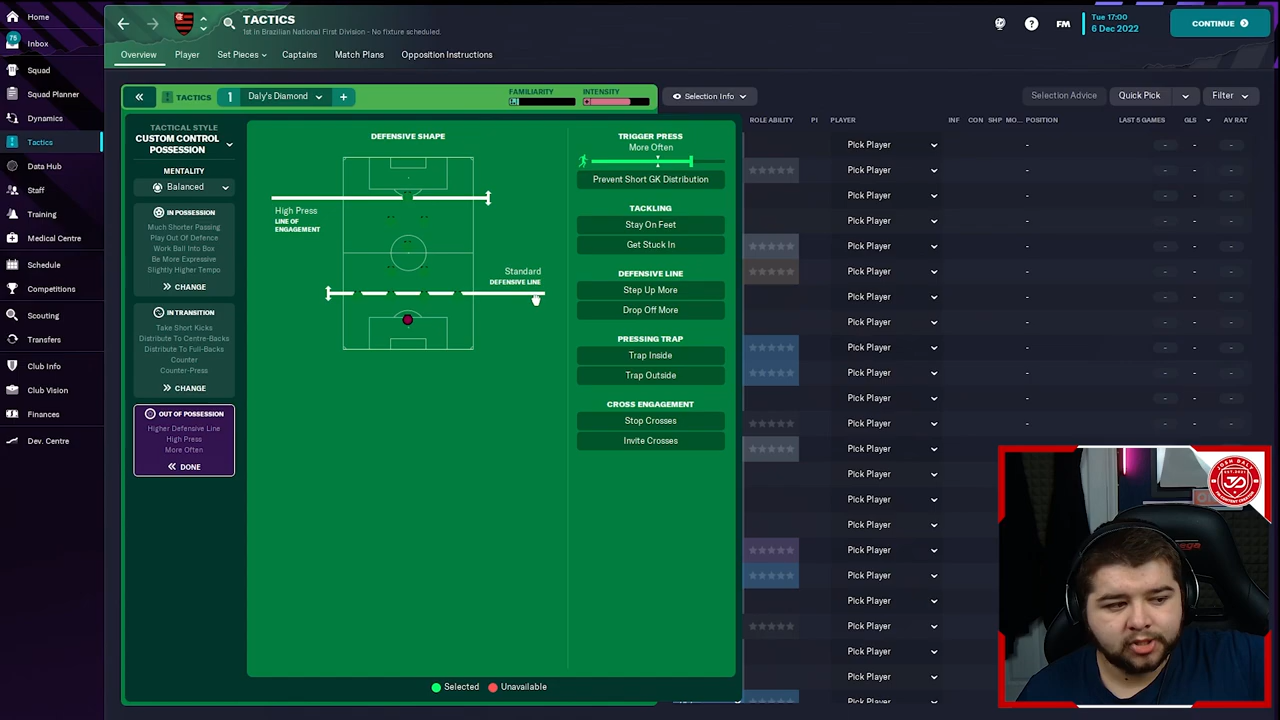 Home
75
Inbox
Squad
Squad Planner
Dynamics
Tactics
Data Hub
Staff
Training
Medical Centre
Schedule
Competitions
Scouting
Transfers
Club Info
Club Vision
Finances
Dev. Centre
TACTICS
1st in Brazilian National First Division - No fixture scheduled.
?
FM
Tue 17:00
6 Dec 2022
CONTINUE
Overview
Player
Set Pieces
Captains
Match Plans
Opposition Instructions
TACTICS
1
Daly's Diamond
+
FAMILIARITY
INTENSITY
Selection Info
Selection Advice
Quick Pick
Filter
TACTICAL STYLE
CUSTOM CONTROL
POSSESSION
MENTALITY
Balanced
IN POSSESSION
Much Shorter Passing
Play Out Of Defence
Work Ball Into Box
Be More Expressive
Slightly Higher Tempo
CHANGE
IN TRANSITION
Take Short Kicks
Distribute To Centre-Backs
Distribute To Full-Backs
Counter
Counter-Press
CHANGE
OUT OF POSSESSION
Higher Defensive Line
High Press
More Often
DONE
DEFENSIVE SHAPE
High Press
LINE OF
ENGAGEMENT
Standard
DEFENSIVE LINE
TRIGGER PRESS
More Often
Prevent Short GK Distribution
TACKLING
Stay On Feet
Get Stuck In
DEFENSIVE LINE
Step Up More
Drop Off More
PRESSING TRAP
Trap Inside
Trap Outside
CROSS ENGAGEMENT
Stop Crosses
Invite Crosses
Selected
Unavailable
ROLE ABILITY PI PLAYER INF CON SHP MO... POSITION LAST 5 GAMES GLS AV RAT
Pick Player - - -
Pick Player - - -
Pick Player - - -
Pick Player - - -
Pick Player - - -
Pick Player - - -
Pick Player - - -
Pick Player - - -
Pick Player - - -
Pick Player - - -
Pick Player - - -
Pick Player - - -
Pick Player - - -
Pick Player
Pick Player
Pick Player
Pick Player
Pick Player
Pick Player
Pick Player
Pick Player
Pick Player
Pick Player
JOSH DALY
JD